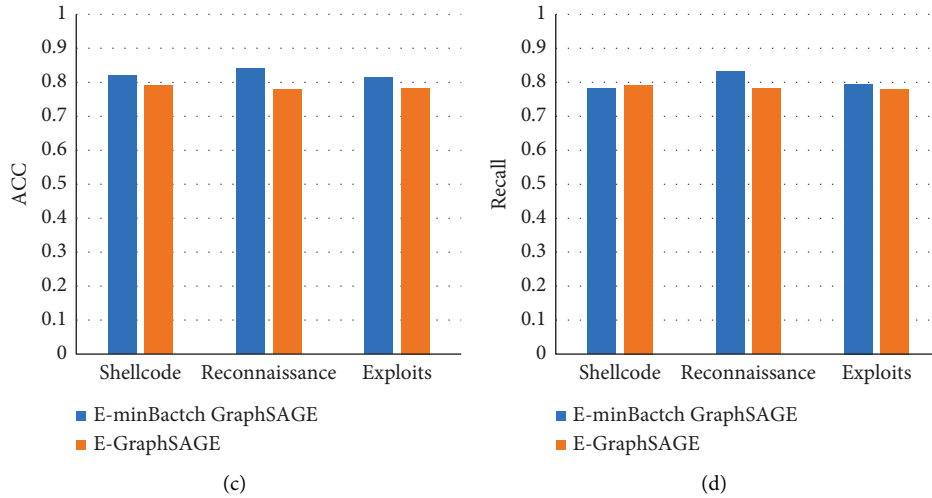 1
0.9
0.8
0.7
0.6
0.5
0.4
0.3
0.2
0.1
0
ACC
Shellcode Reconnaissance Exploits
E-minBactch GraphSAGE
E-GraphSAGE
(c)
1
0.9
0.8
0.7
0.6
0.5
0.4
0.3
0.2
0.1
0
Recall
Shellcode Reconnaissance Exploits
E-minBactch GraphSAGE
E-GraphSAGE
(d)